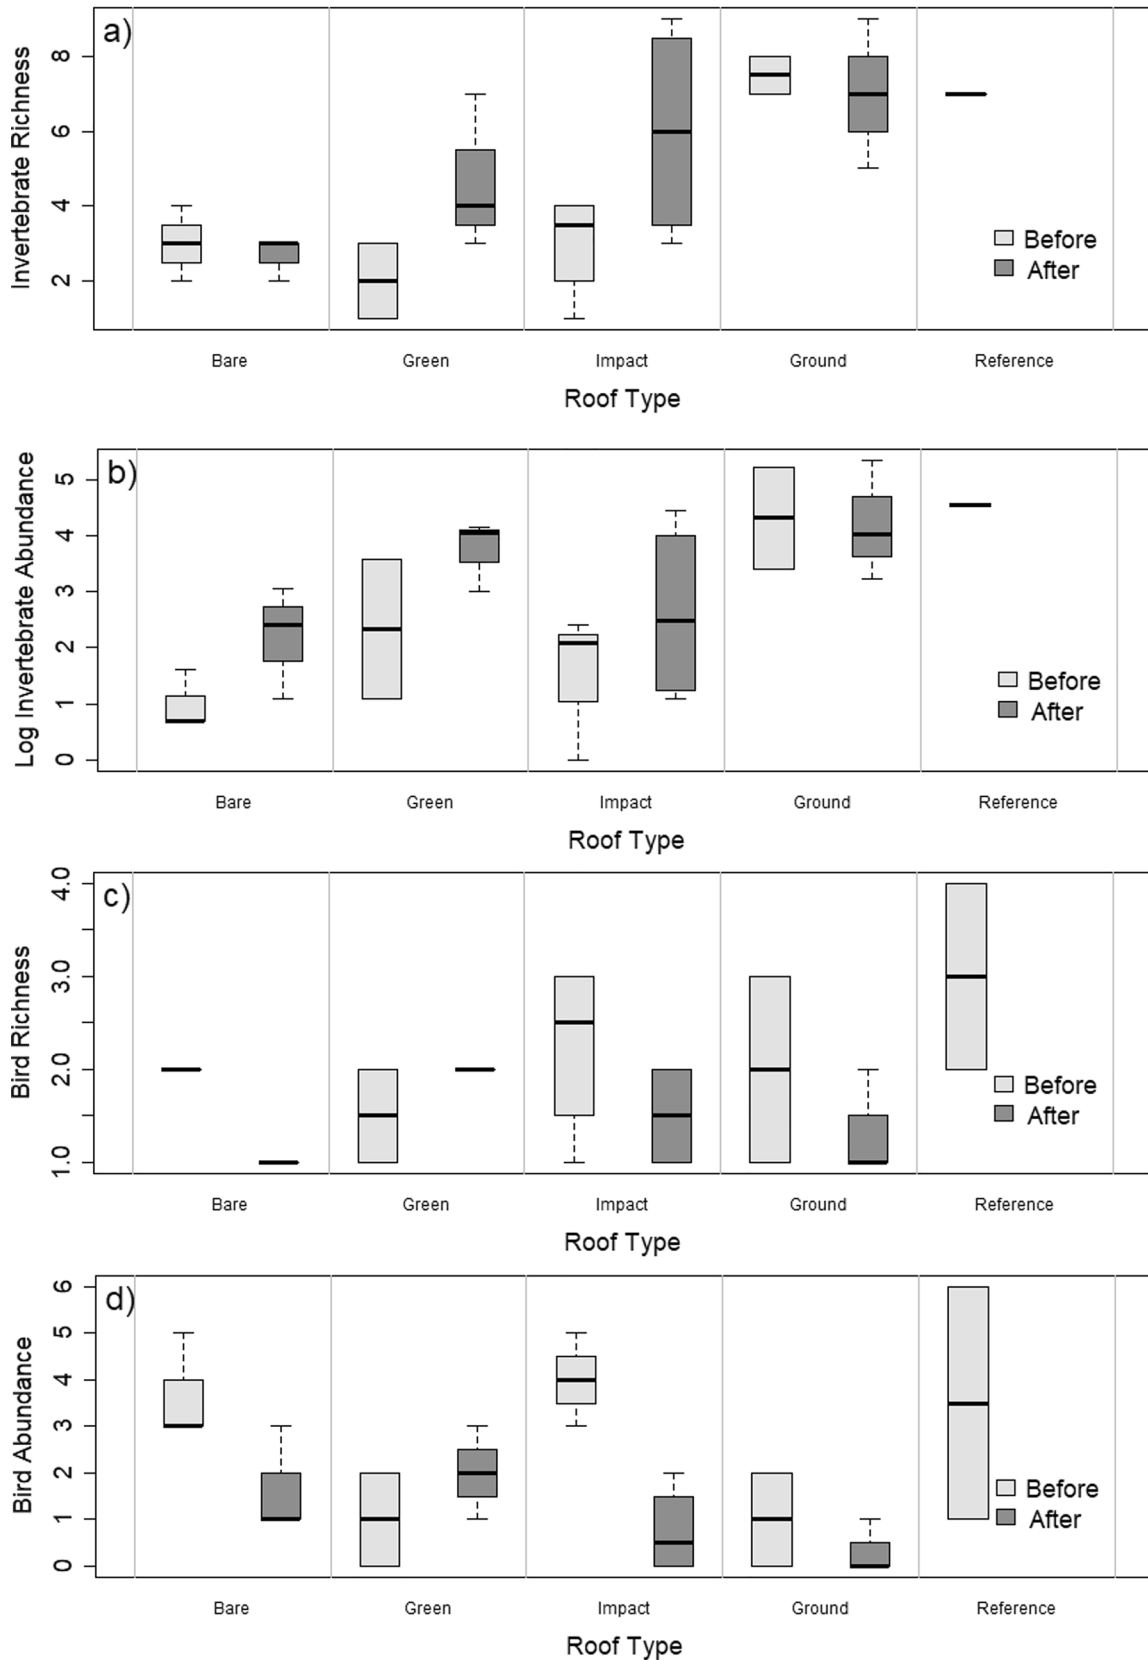 a)
Invertebrate Richness
8
6
4
2
Before
After
Bare Green Impact Ground Reference
Roof Type
b)
Log Invertebrate Abundance
5
4
3
2
1
0
Before
After
Bare Green Impact Ground Reference
Roof Type
c)
Bird Richness
4.0
3.0
2.0
1.0
Before
After
Bare Green Impact Ground Reference
Roof Type
d)
Bird Abundance
6
5
4
3
2
1
0
Before
After
Bare Green Impact Ground Reference
Roof Type